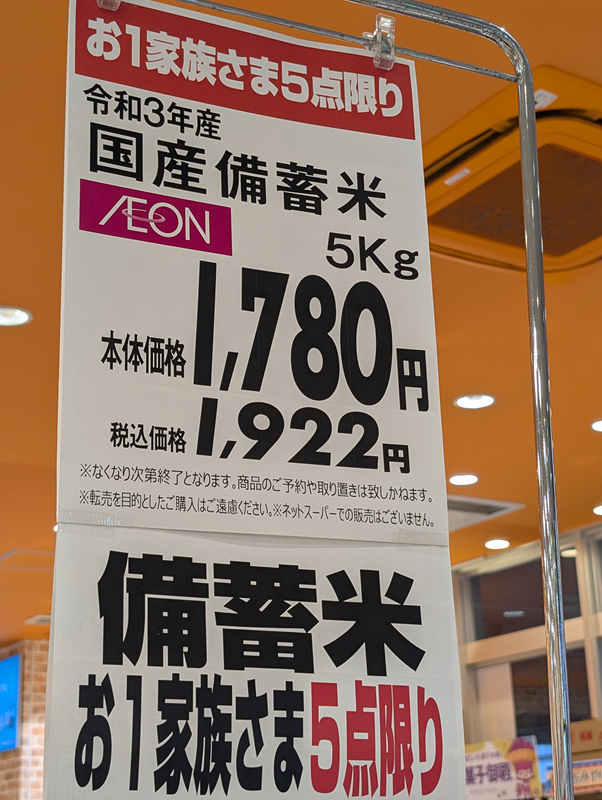 お1家族さま5点限り
令和3年産
国産備蓄米
ÆON
5Kg
本体価格 1,780円
税込価格 1,922円
※なくなり次第終了となります。商品のご予約や取り置きは致しかねます。
※転売を目的としたご購入はご遠慮ください。※ネットスーパーでの販売はございません。
備蓄米
お1家族さま5点限り
菓子御殿